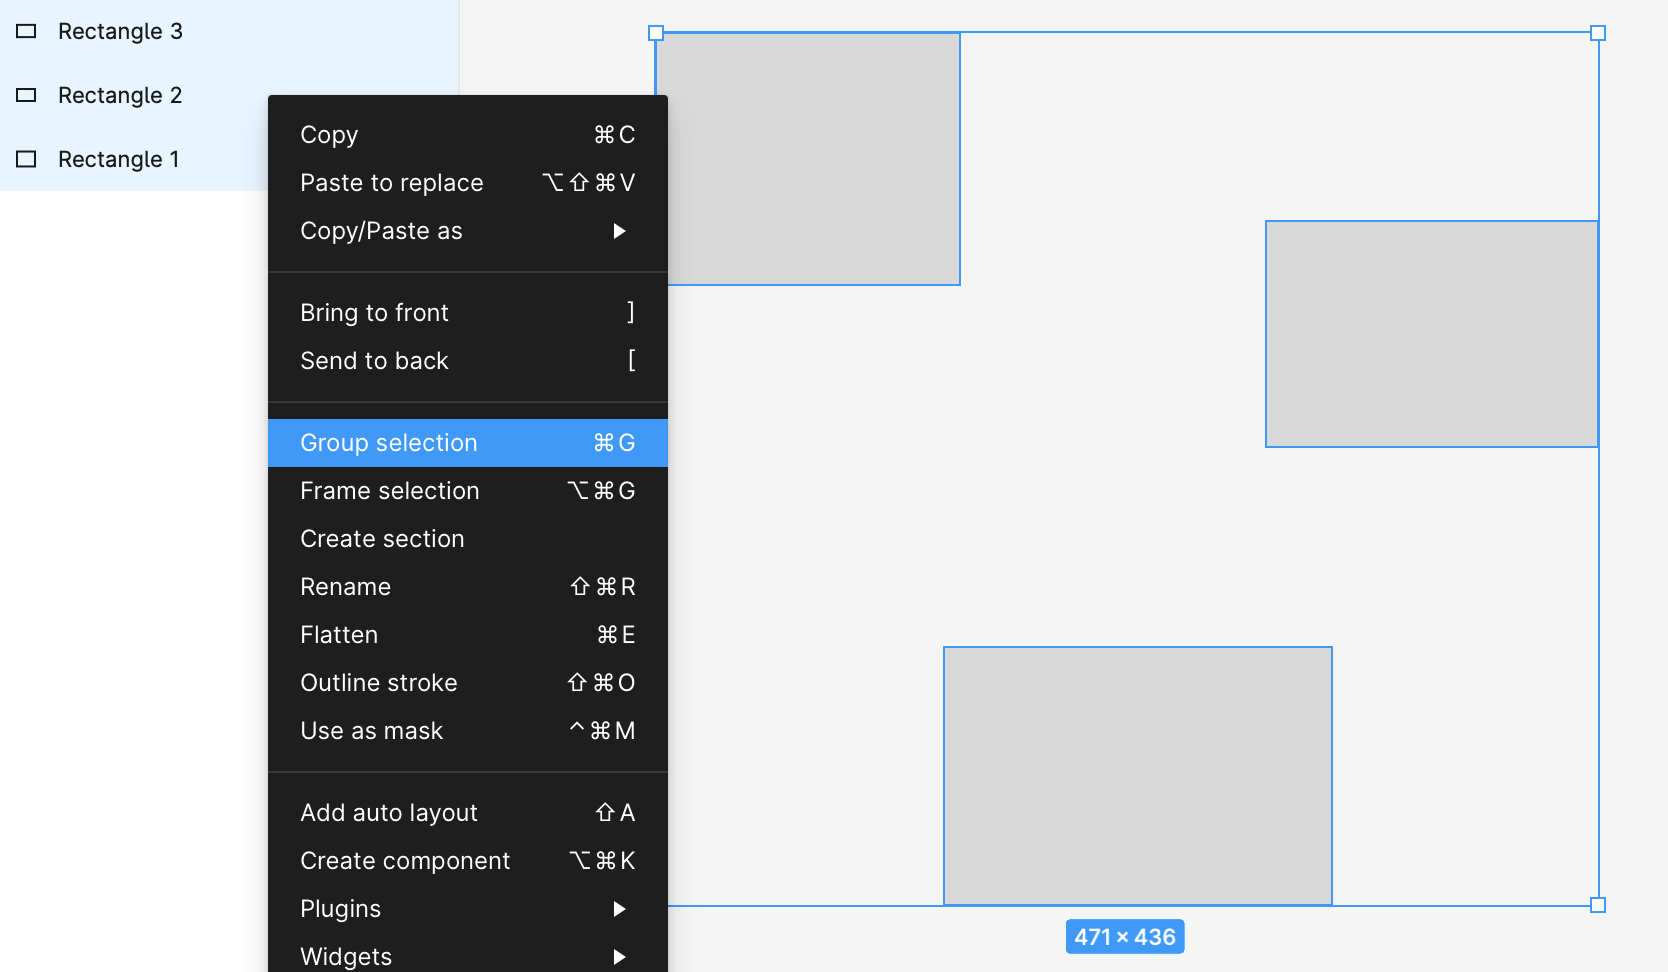 Rectangle 3
Rectangle 2
Rectangle 1
Copy ⌘C
Paste to replace ⌥⇧⌘V
Copy/Paste as
Bring to front ]
Send to back [
Group selection ⌘G
Frame selection ⌥⌘G
Create section
Rename ⇧⌘R
Flatten ⌘E
Outline stroke ⇧⌘O
Use as mask ^⌘M
Add auto layout ⇧A
Create component ⌥⌘K
Plugins
Widgets
471 × 436